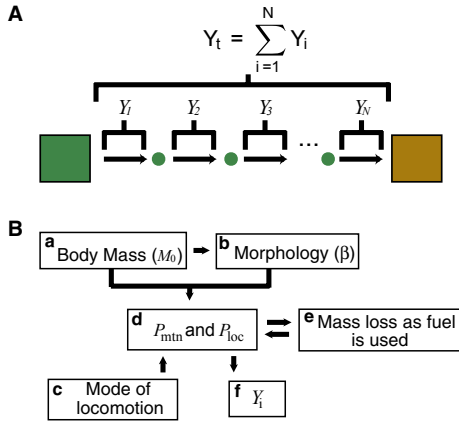 A
Y_t = \sum_{i=1}^{N} Y_i
Y_1 Y_2 Y_3 ... Y_N
B
a Body Mass (M_0)
b Morphology (β)
d P_mtn and P_loc
e Mass loss as fuel
is used
c Mode of
locomotion
f Y_i